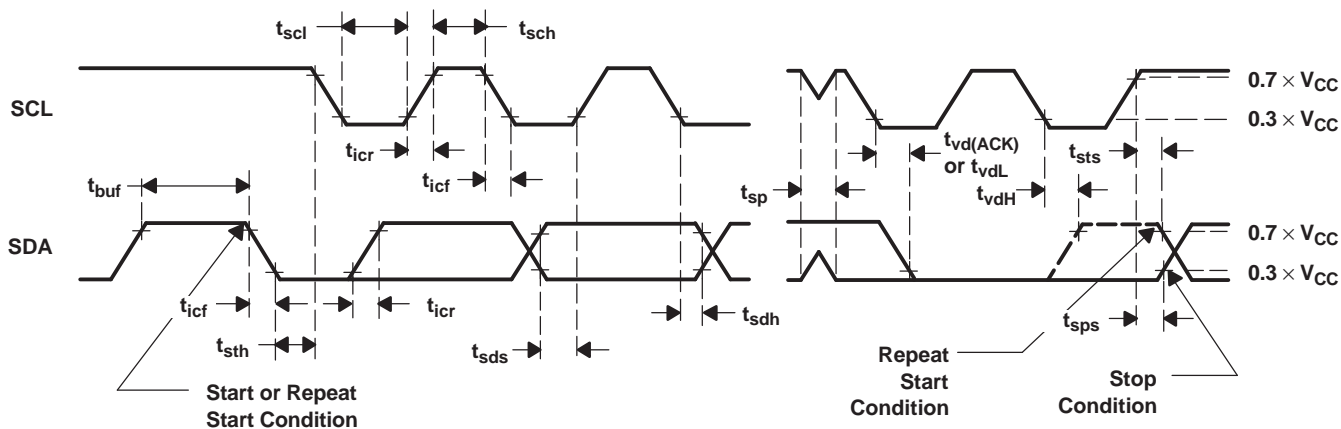 t_scl
t_sch
SCL
0.7 × V_CC
0.3 × V_CC
t_icr
t_icf
t_buf
t_sp
t_vd(ACK)
or t_vdL
t_vdH
t_sts
SDA
0.7 × V_CC
0.3 × V_CC
t_icf
t_icr
t_sth
t_sds
t_sdh
t_sps
Start or Repeat
Start Condition
Repeat
Start
Condition
Stop
Condition